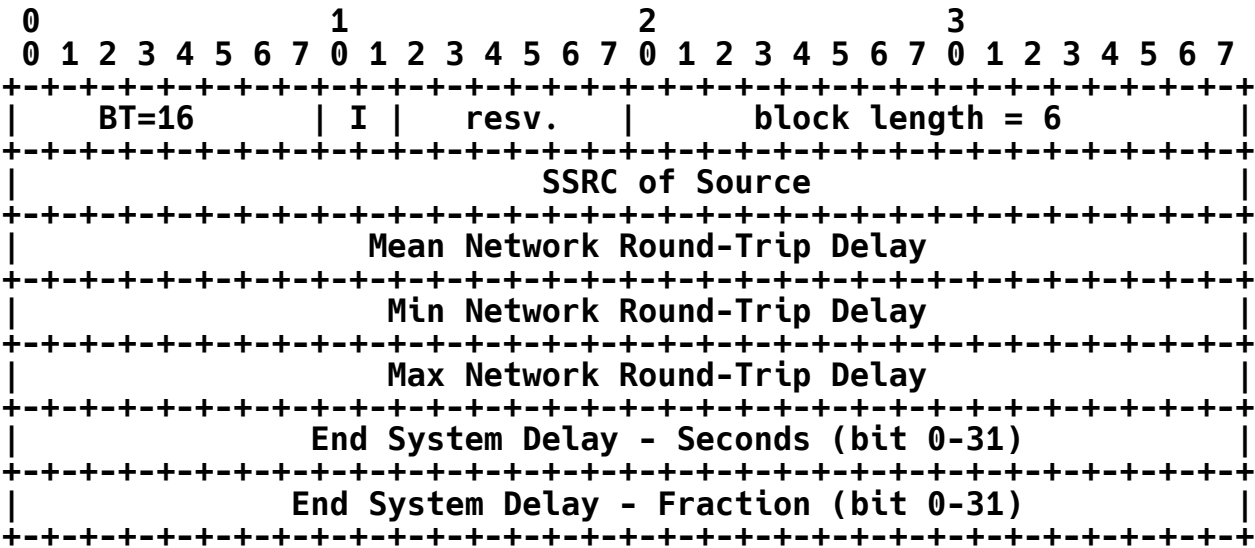 0 1 2 3
0 1 2 3 4 5 6 7 0 1 2 3 4 5 6 7 0 1 2 3 4 5 6 7 0 1 2 3 4 5 6 7
+-+-+-+-+-+-+-+-+-+-+-+-+-+-+-+-+-+-+-+-+-+-+-+-+-+-+-+-+-+-+-+-+
| BT=16 | I | resv. | block length = 6 |
+-+-+-+-+-+-+-+-+-+-+-+-+-+-+-+-+-+-+-+-+-+-+-+-+-+-+-+-+-+-+-+-+
| SSRC of Source |
+-+-+-+-+-+-+-+-+-+-+-+-+-+-+-+-+-+-+-+-+-+-+-+-+-+-+-+-+-+-+-+-+
| Mean Network Round-Trip Delay |
+-+-+-+-+-+-+-+-+-+-+-+-+-+-+-+-+-+-+-+-+-+-+-+-+-+-+-+-+-+-+-+-+
| Min Network Round-Trip Delay |
+-+-+-+-+-+-+-+-+-+-+-+-+-+-+-+-+-+-+-+-+-+-+-+-+-+-+-+-+-+-+-+-+
| Max Network Round-Trip Delay |
+-+-+-+-+-+-+-+-+-+-+-+-+-+-+-+-+-+-+-+-+-+-+-+-+-+-+-+-+-+-+-+-+
| End System Delay - Seconds (bit 0-31) |
+-+-+-+-+-+-+-+-+-+-+-+-+-+-+-+-+-+-+-+-+-+-+-+-+-+-+-+-+-+-+-+-+
| End System Delay - Fraction (bit 0-31) |
+-+-+-+-+-+-+-+-+-+-+-+-+-+-+-+-+-+-+-+-+-+-+-+-+-+-+-+-+-+-+-+-+